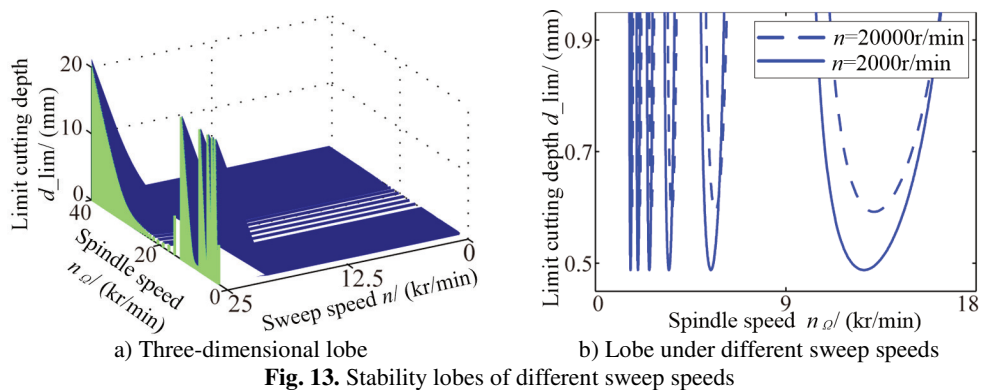 Limit cutting depth
d_lim/ (mm)
20
10
0
40
20
0
Spindle speed
n Ω/ (kr/min)
25
12.5
0
Sweep speed n/ (kr/min)
a) Three-dimensional lobe
Limit cutting depth d_lim/ (mm)
0.9
0.7
0.5
n=20000r/min
n=2000r/min
0
9
18
Spindle speed n Ω/ (kr/min)
b) Lobe under different sweep speeds
Fig. 13. Stability lobes of different sweep speeds